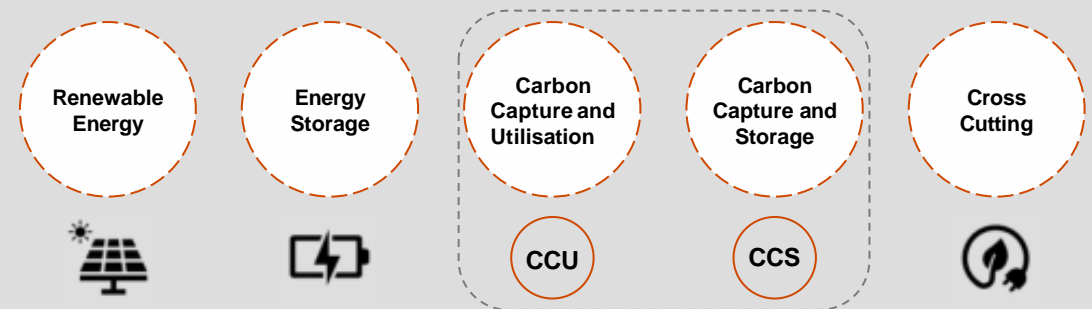 Renewable
Energy
Energy
Storage
Carbon
Capture and
Utilisation
Carbon
Capture and
Storage
Cross
Cutting
CCU
CCS